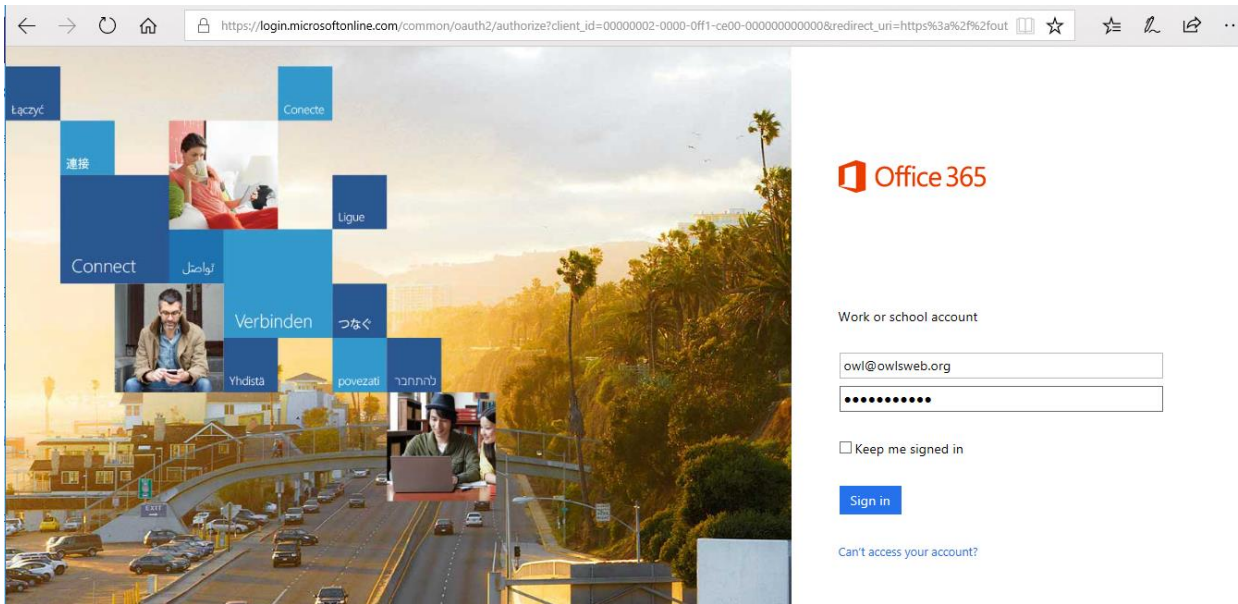 https://login.microsoftonline.com/common/oauth2/authorize?client_id=00000002-0000-0ff1-ce00-000000000000&redirect_uri=https%3a%2f%2fout
Łączyć
Conecte
連接
Ligue
Connect
تواصل
Verbinden
つなぐ
Yhdistä
povezati
להתחבר
EXIT
Office 365
Work or school account
owl@owlsweb.org
Keep me signed in
Sign in
Can't access your account?